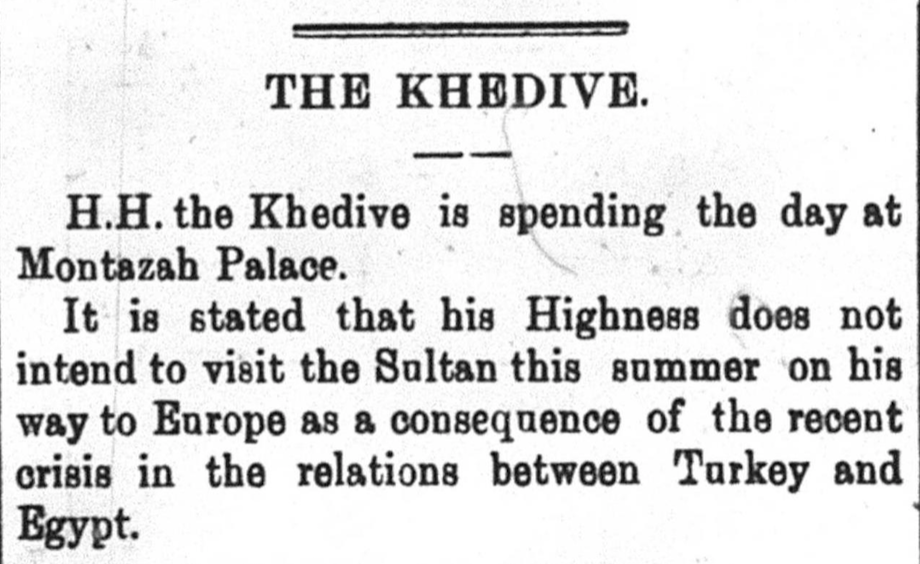 THE KHEDIVE.
H.H. the Khedive is spending the day at
Montazah Palace.
It is stated that his Highness does not
intend to visit the Sultan this summer on his
way to Europe as a consequence of the recent
crisis in the relations between Turkey and
Egypt.